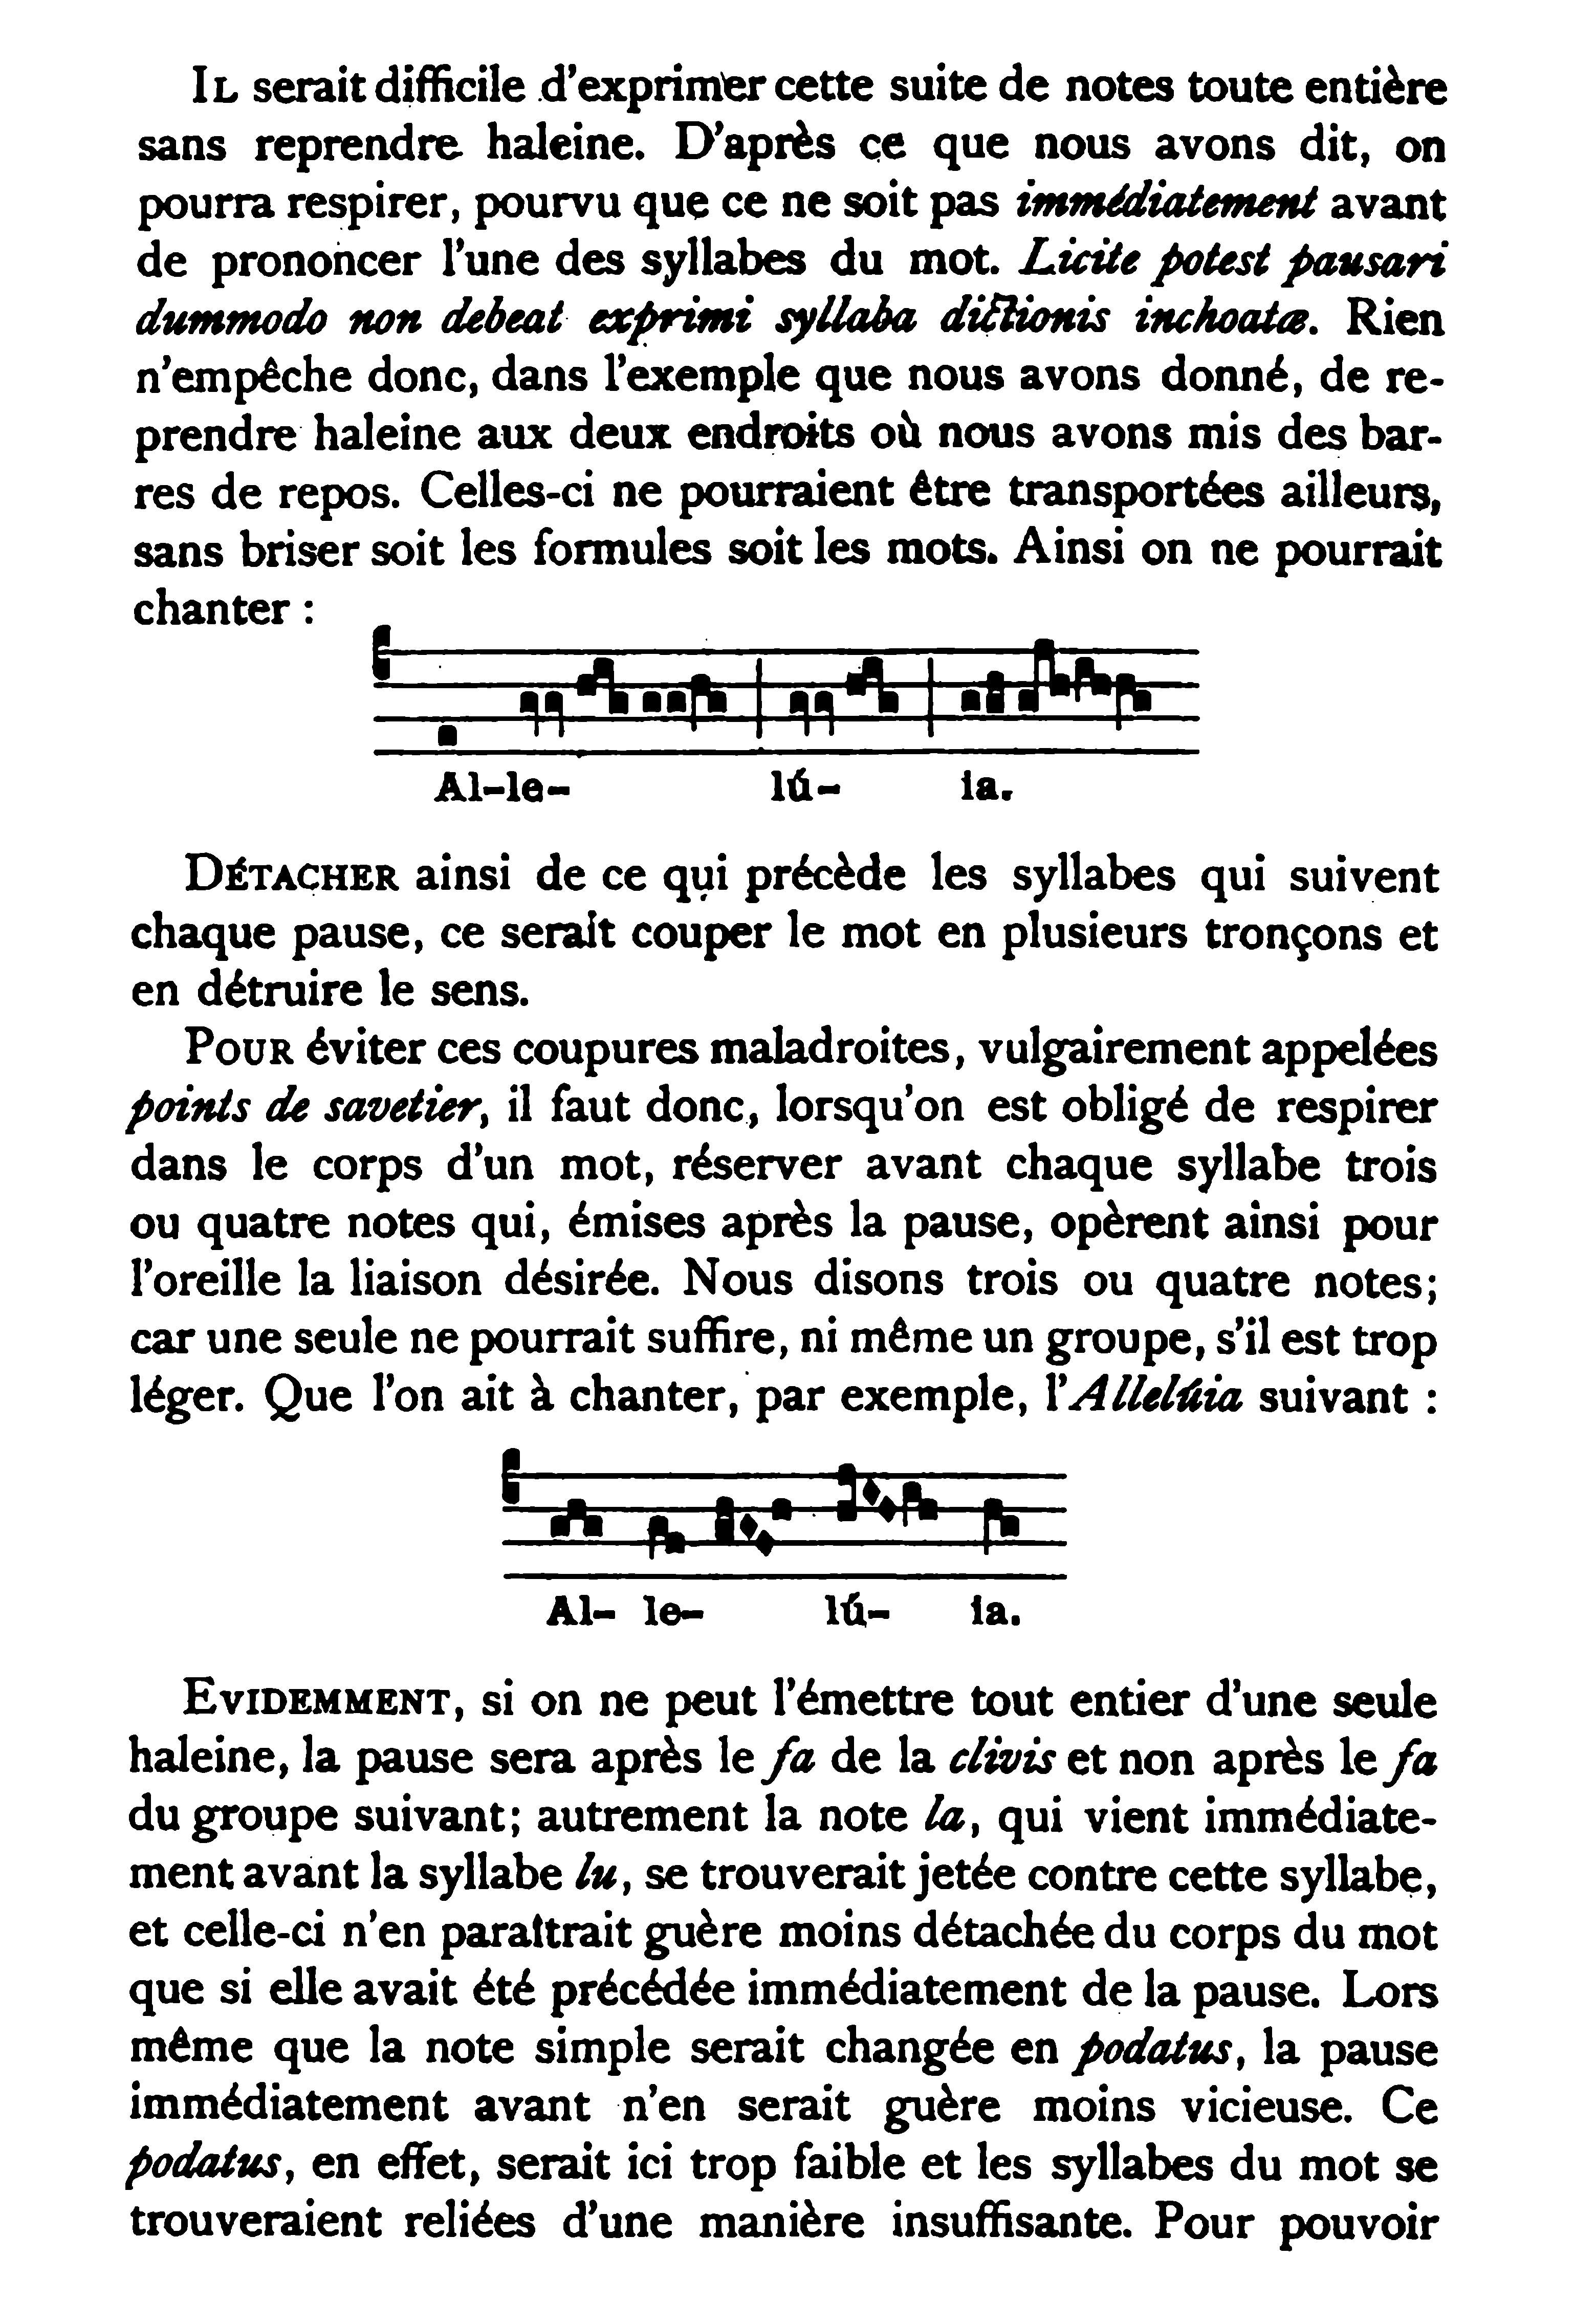 IL serait difficile d'exprimer cette suite de notes toute entière
sans reprendre haleine. D'après ce que nous avons dit, on
pourra respirer, pourvu que ce ne soit pas immédiatement avant
de prononcer l'une des syllabes du mot. Licite potest pausari
dummodo non debeat exprimi syllaba dictionis inchoatæ. Rien
n'empêche donc, dans l'exemple que nous avons donné, de re-
prendre haleine aux deux endroits où nous avons mis des bar-
res de repos. Celles-ci ne pourraient être transportées ailleurs,
sans briser soit les formules soit les mots. Ainsi on ne pourrait
chanter :
Al-le- lú- ia.
DÉTACHER ainsi de ce qui précède les syllabes qui suivent
chaque pause, ce serait couper le mot en plusieurs tronçons et
en détruire le sens.
POUR éviter ces coupures maladroites, vulgairement appelées
points de savetier, il faut donc, lorsqu'on est obligé de respirer
dans le corps d'un mot, réserver avant chaque syllabe trois
ou quatre notes qui, émises après la pause, opèrent ainsi pour
l'oreille la liaison désirée. Nous disons trois ou quatre notes;
car une seule ne pourrait suffire, ni même un groupe, s'il est trop
léger. Que l'on ait à chanter, par exemple, l'Allelúia suivant :
Al- le- lú- ia.
EVIDEMMENT, si on ne peut l'émettre tout entier d'une seule
haleine, la pause sera après le fa de la clivis et non après le fa
du groupe suivant; autrement la note la, qui vient immédiate-
ment avant la syllabe lu, se trouverait jetée contre cette syllabe,
et celle-ci n'en paraîtrait guère moins détachée du corps du mot
que si elle avait été précédée immédiatement de la pause. Lors
même que la note simple serait changée en podatus, la pause
immédiatement avant n'en serait guère moins vicieuse. Ce
podatus, en effet, serait ici trop faible et les syllabes du mot se
trouveraient reliées d'une manière insuffisante. Pour pouvoir